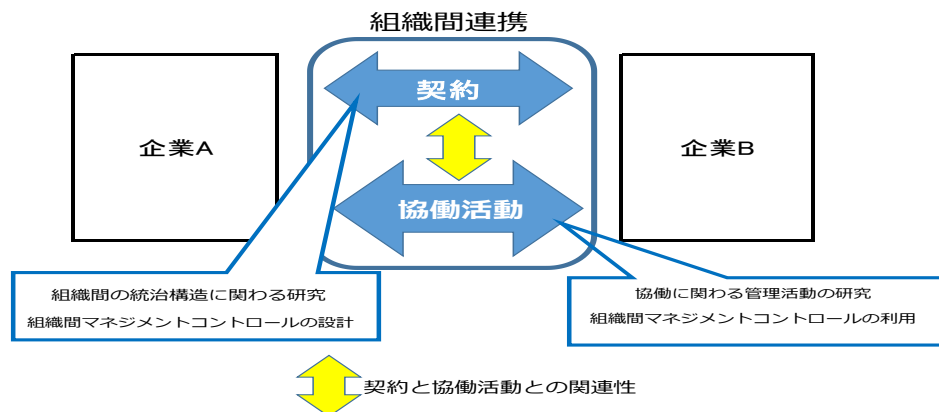 組織間連携
契約
企業A
企業B
協働活動
組織間の統治構造に関わる研究
組織間マネジメントコントロールの設計
協働に関わる管理活動の研究
組織間マネジメントコントロールの利用
契約と協働活動との関連性